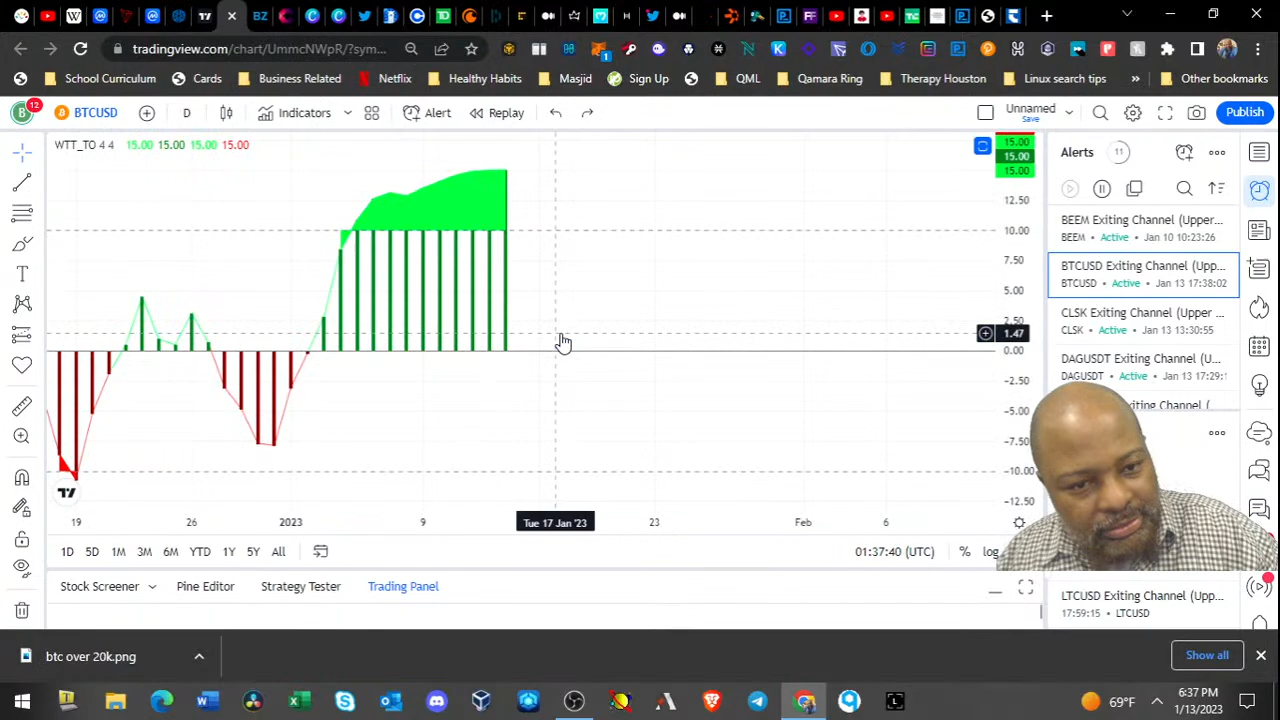 tradingview.com/chart/UmmcNWpR/?sym...
School Curriculum
Cards
Business Related
Netflix
Healthy Habits
Masjid
Sign Up
QML
Qamara Ring
Therapy Houston
Linux search tips
»
Other bookmarks
12
BTCUSD
D
Indicators
Alert
Replay
Unnamed
Save
Publish
WTT_TO 4 4 15.00 15.00 15.00 15.00
15.00
15.00
15.00
12.50
10.00
7.50
5.00
2.50
1.47
0.00
−2.50
−5.00
−7.50
−10.00
−12.50
19
26
2023
9
Tue 17 Jan '23
23
Feb
6
1D 5D 1M 3M 6M YTD 1Y 5Y All
01:37:40 (UTC)
%
log
Stock Screener
Pine Editor
Strategy Tester
Trading Panel
Alerts
11
BEEM Exiting Channel (Upper...
BEEM • Active • Jan 10 10:23:26
BTCUSD Exiting Channel (Upp...
BTCUSD • Active • Jan 13 17:38:02
CLSK Exiting Channel (Upper...
CLSK • Active • Jan 13 13:30:55
DAGUSDT Exiting Channel (U...
DAGUSDT • Active • Jan 13 17:29:1
xiting Channel (
LTCUSD Exiting Channel (Upp...
17:59:15 • LTCUSD
btc over 20k.png
Show all
69°F
6:37 PM
1/13/2023